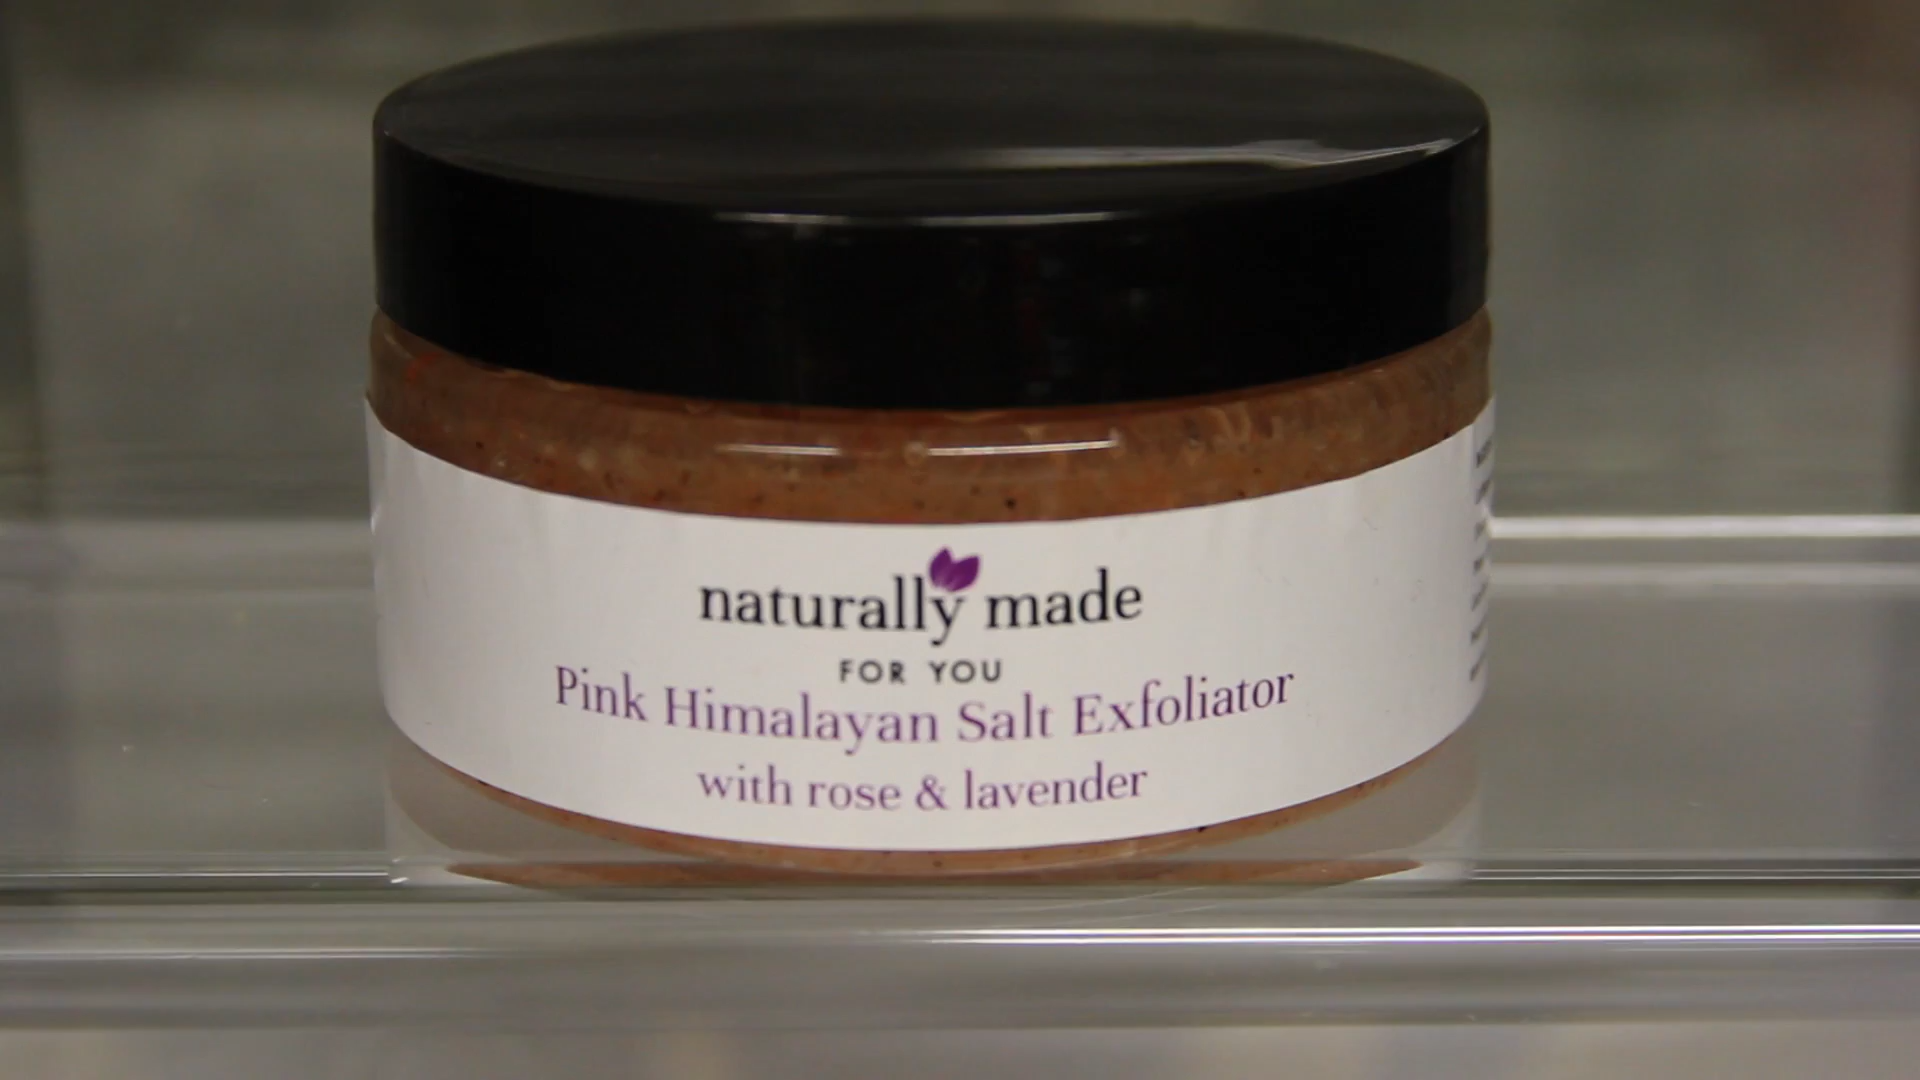 naturally made
FOR YOU
Pink Himalayan Salt Exfoliator
with rose & lavender